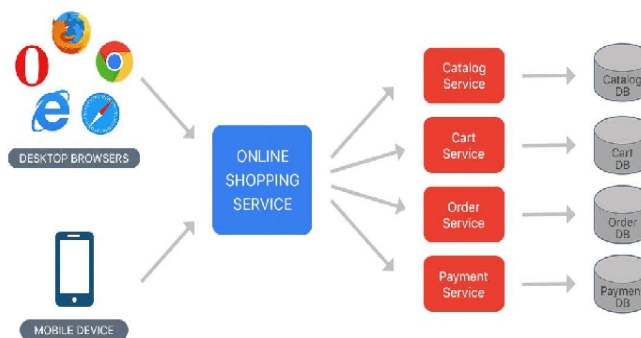 DESKTOP BROWSERS
MOBILE DEVICE
ONLINE
SHOPPING
SERVICE
Catalog
Service
Cart
Service
Order
Service
Payment
Service
Catalog
DB
Cart
DB
Order
DB
Paymen
DB